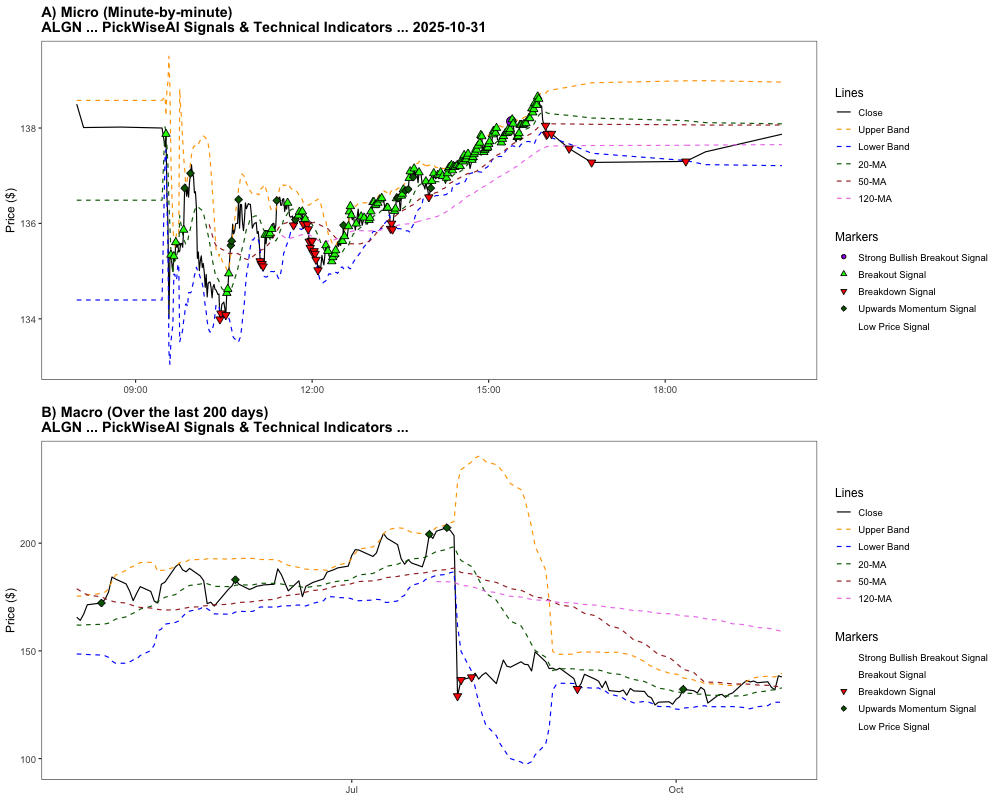 A) Micro (Minute-by-minute)
ALGN ... PickWiseAI Signals & Technical Indicators ... 2025-10-31
Price ($)
138
136
134
09:00
12:00
15:00
18:00
Lines
Close
Upper Band
Lower Band
20-MA
50-MA
120-MA
Markers
Strong Bullish Breakout Signal
Breakout Signal
Breakdown Signal
Upwards Momentum Signal
Low Price Signal
B) Macro (Over the last 200 days)
ALGN ... PickWiseAI Signals & Technical Indicators ...
Price ($)
200
150
100
Jul
Oct
Lines
Close
Upper Band
Lower Band
20-MA
50-MA
120-MA
Markers
Strong Bullish Breakout Signal
Breakout Signal
Breakdown Signal
Upwards Momentum Signal
Low Price Signal